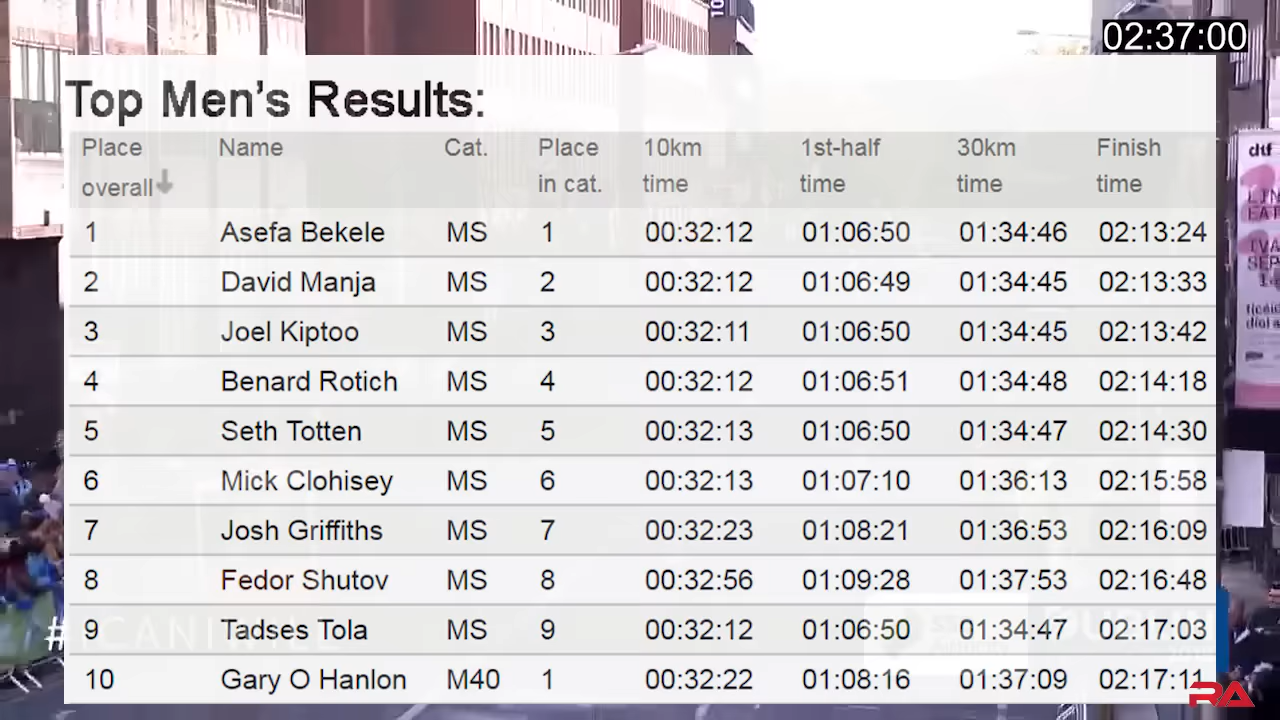 02:37:00
Top Men's Results:
Place overall Name Cat. Place in cat. 10km time 1st-half time 30km time Finish time
1 Asefa Bekele MS 1 00:32:12 01:06:50 01:34:46 02:13:24
2 David Manja MS 2 00:32:12 01:06:49 01:34:45 02:13:33
3 Joel Kiptoo MS 3 00:32:11 01:06:50 01:34:45 02:13:42
4 Benard Rotich MS 4 00:32:12 01:06:51 01:34:48 02:14:18
5 Seth Totten MS 5 00:32:13 01:06:50 01:34:47 02:14:30
6 Mick Clohisey MS 6 00:32:13 01:07:10 01:36:13 02:15:58
7 Josh Griffiths MS 7 00:32:23 01:08:21 01:36:53 02:16:09
8 Fedor Shutov MS 8 00:32:56 01:09:28 01:37:53 02:16:48
9 Tadses Tola MS 9 00:32:12 01:06:50 01:34:47 02:17:03
10 Gary O Hanlon M40 1 00:32:22 01:08:16 01:37:09 02:17:11
#ICANIWILL
RA
dtf